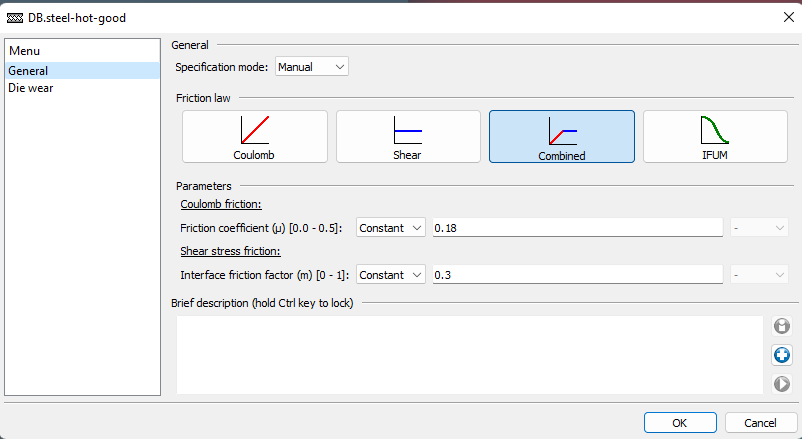 DB.steel-hot-good
Menu
General
Die wear
General
Specification mode: Manual
Friction law
Coulomb
Shear
Combined
IFUM
Parameters
Coulomb friction:
Friction coefficient (μ) [0.0 - 0.5]: Constant 0.18 -
Shear stress friction:
Interface friction factor (m) [0 - 1]: Constant 0.3 -
Brief description (hold Ctrl key to lock)
OK Cancel